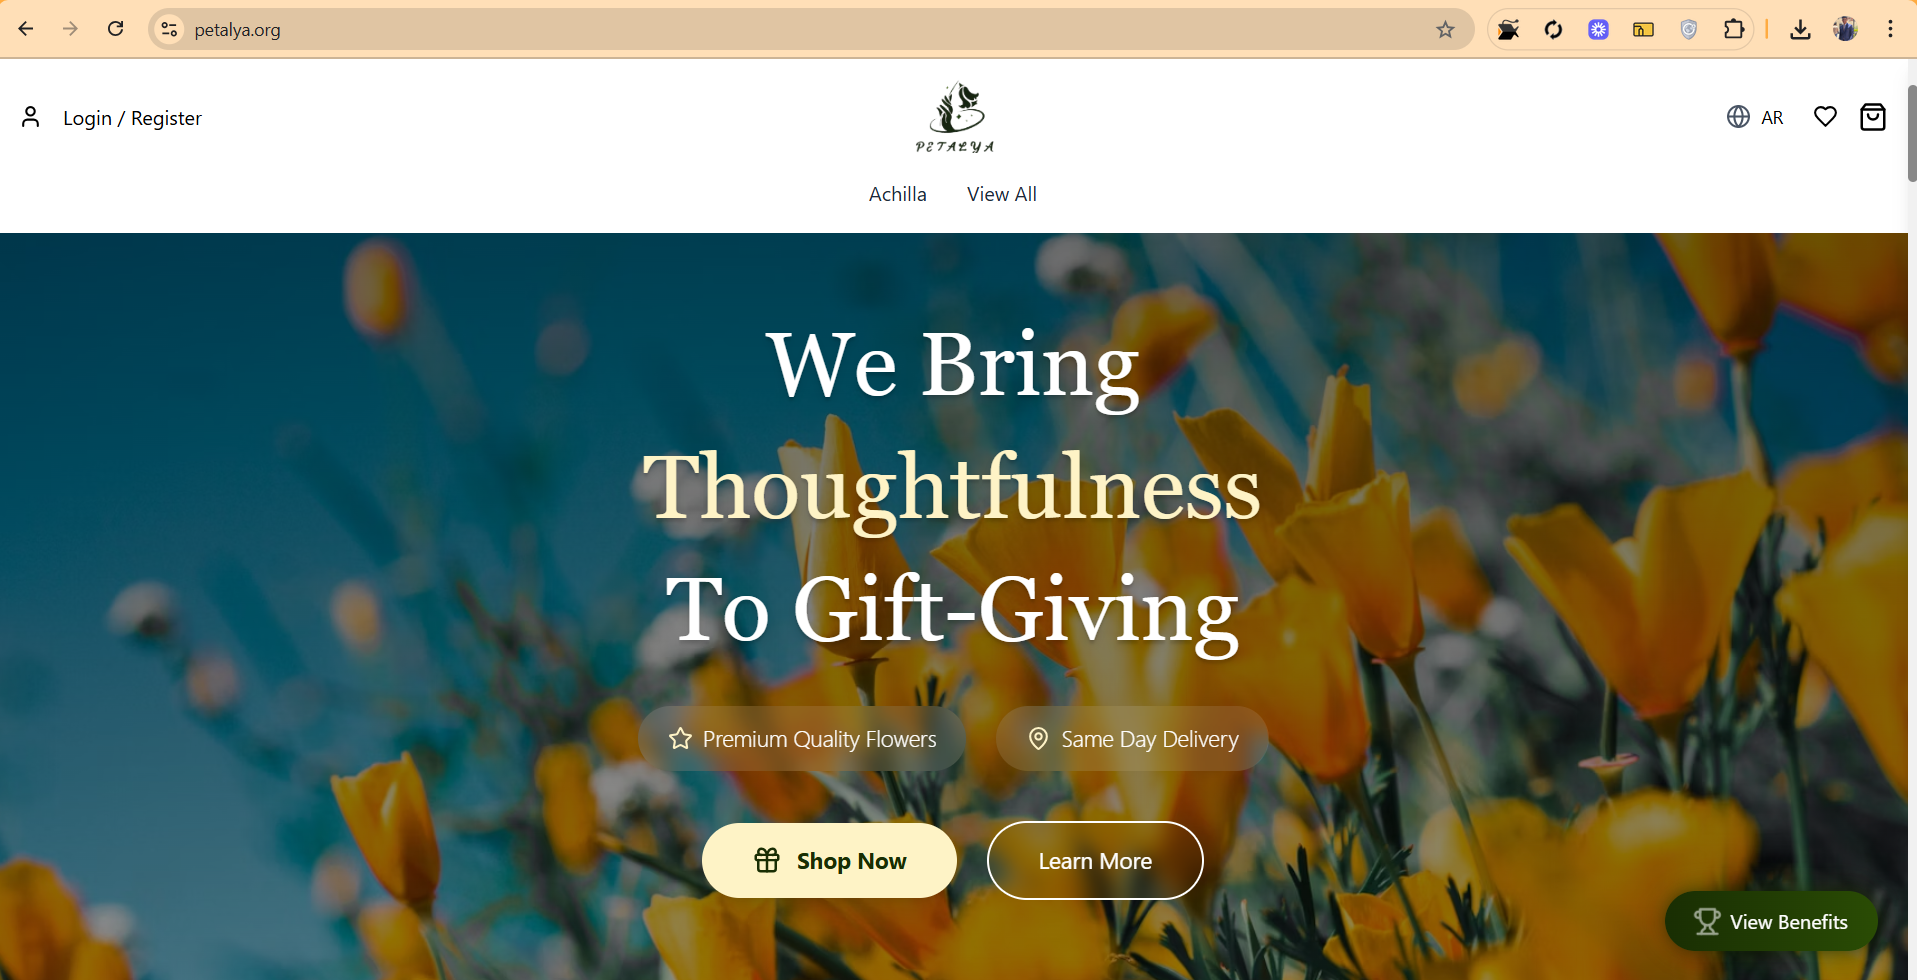 petalya.org
Login / Register
PETALYA
AR
Achilla
View All
We Bring
Thoughtfulness
To Gift-Giving
Premium Quality Flowers
Same Day Delivery
Shop Now
Learn More
View Benefits